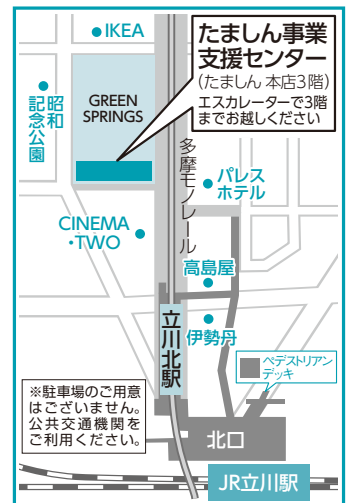 IKEA
たましん事業
支援センター
(たましん 本店3階)
エスカレーターで3階
までお越しください
昭和
記念公園
GREEN
SPRINGS
多摩モノレール
パレス
ホテル
CINEMA
・TWO
高島屋
伊勢丹
立川北駅
ペデストリアン
デッキ
※駐車場のご用意
はございません。
公共交通機関を
ご利用ください。
北口
JR立川駅